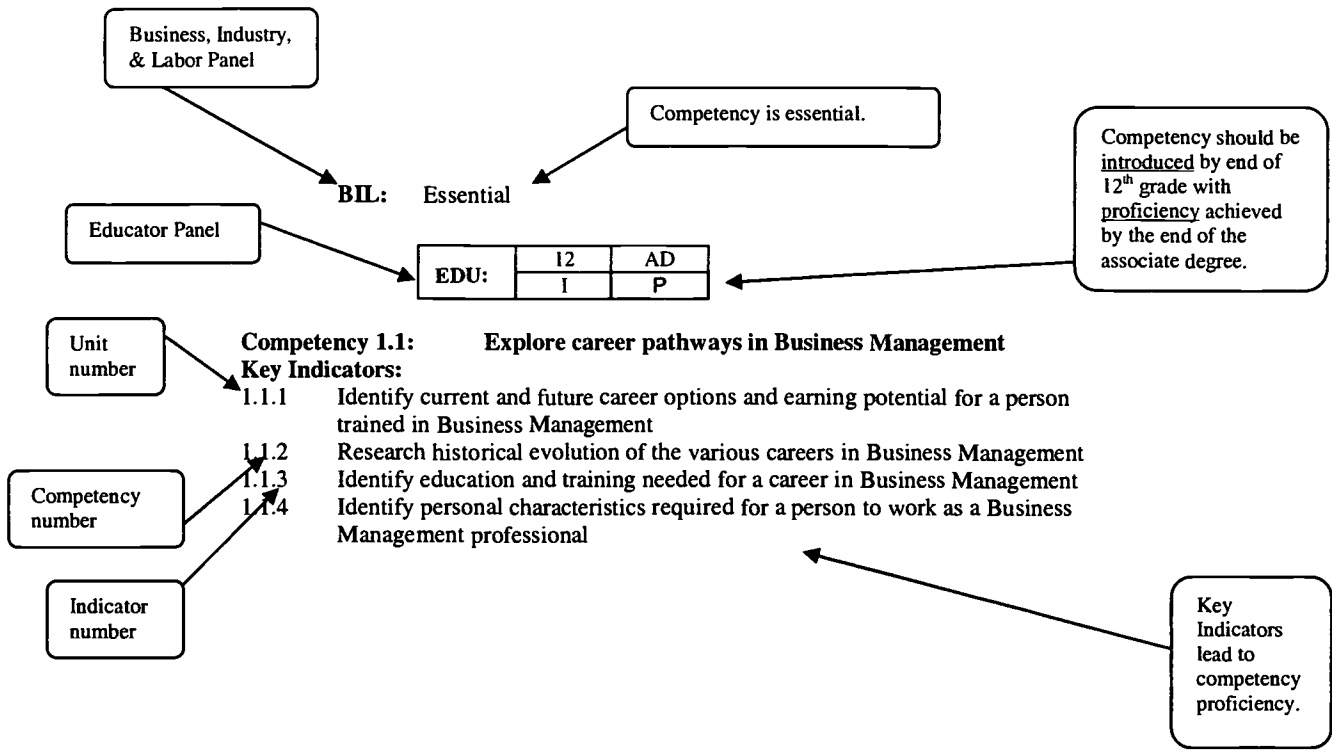 Business, Industry,
& Labor Panel
Competency is essential.
Competency should be
introduced by end of
12th grade with
proficiency achieved
by the end of the
associate degree.
BIL: Essential
Educator Panel
EDU: 12 AD
I P
Unit
number
Competency 1.1: Explore career pathways in Business Management
Key Indicators:
1.1.1 Identify current and future career options and earning potential for a person
trained in Business Management
1.1.2 Research historical evolution of the various careers in Business Management
1.1.3 Identify education and training needed for a career in Business Management
1.1.4 Identify personal characteristics required for a person to work as a Business
Management professional
Competency
number
Indicator
number
Key
Indicators
lead to
competency
proficiency.